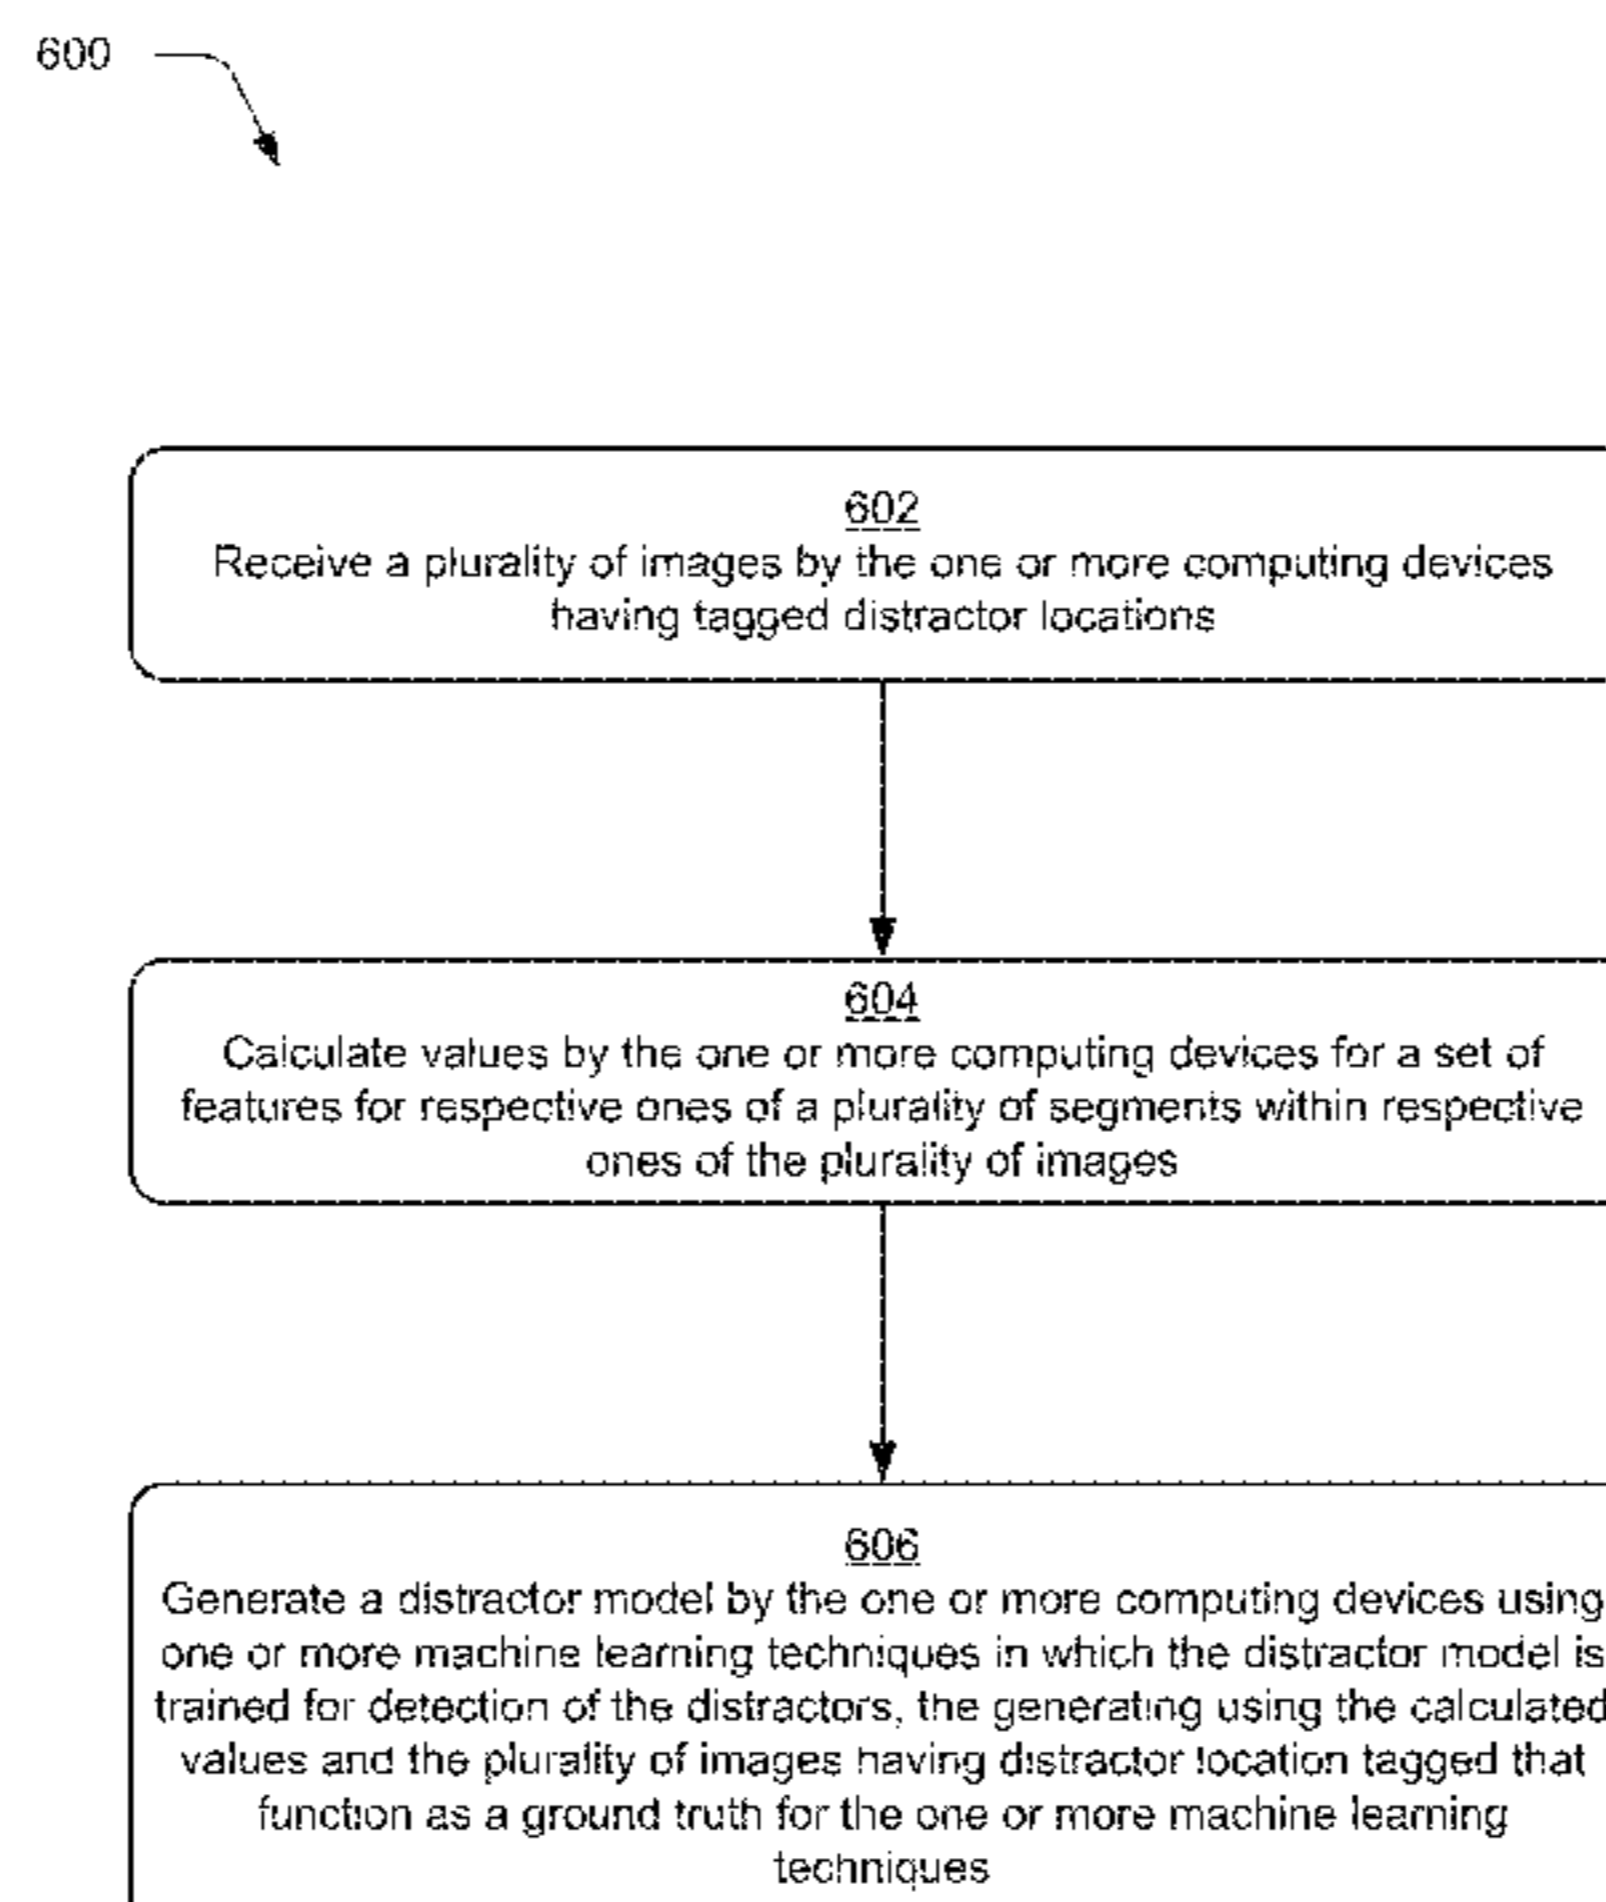 600
602
Receive a plurality of images by the one or more computing devices
having tagged distractor locations
604
Calculate values by the one or more computing devices for a set of
features for respective ones of a plurality of segments within respective
ones of the plurality of images
606
Generate a distractor model by the one or more computing devices using
one or more machine learning techniques in which the distractor model is
trained for detection of the distractors, the generating using the calculated
values and the plurality of images having distractor location tagged that
function as a ground truth for the one or more machine learning
techniques